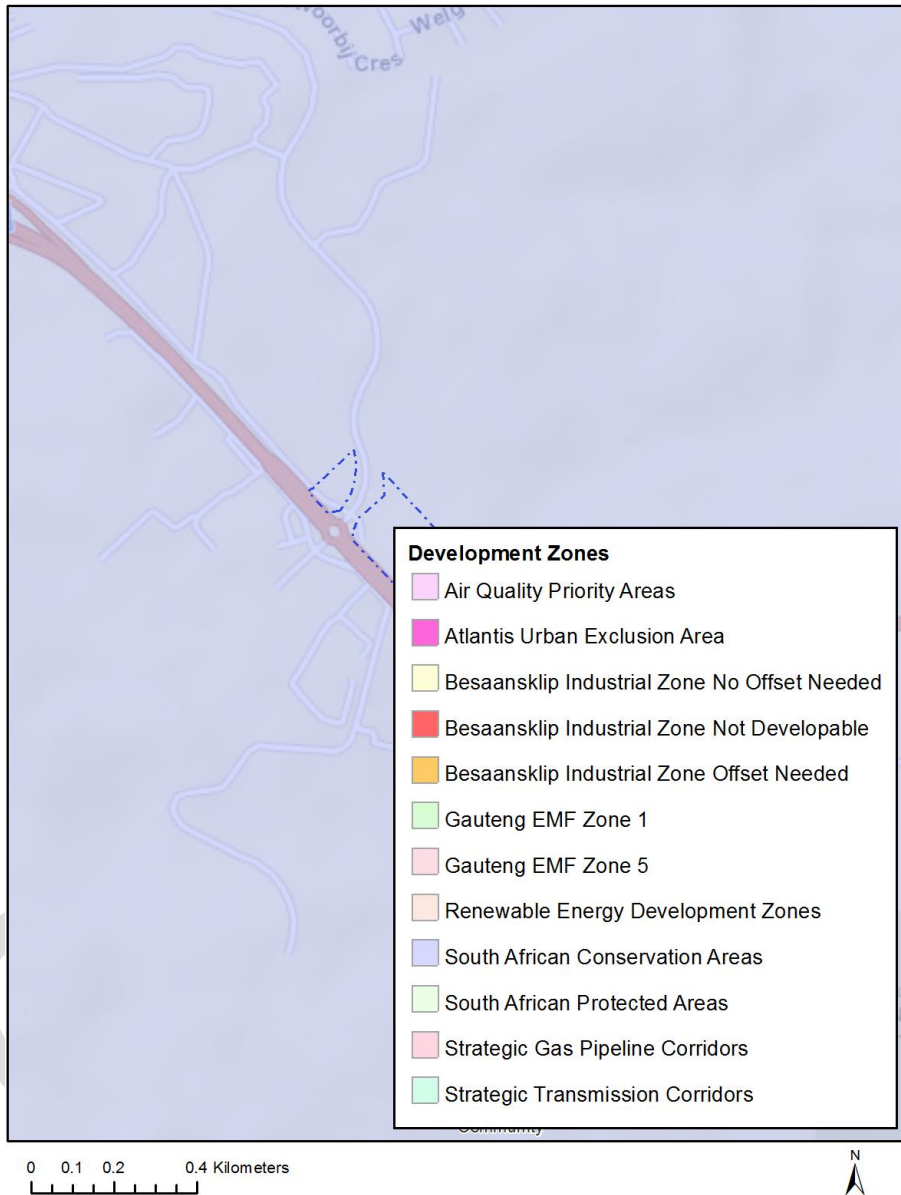 Welg
Cres
Development Zones
Air Quality Priority Areas
Atlantis Urban Exclusion Area
Besaansklip Industrial Zone No Offset Needed
Besaansklip Industrial Zone Not Developable
Besaansklip Industrial Zone Offset Needed
Gauteng EMF Zone 1
Gauteng EMF Zone 5
Renewable Energy Development Zones
South African Conservation Areas
South African Protected Areas
Strategic Gas Pipeline Corridors
Strategic Transmission Corridors
Community
0 0.1 0.2 0.4 Kilometers
N